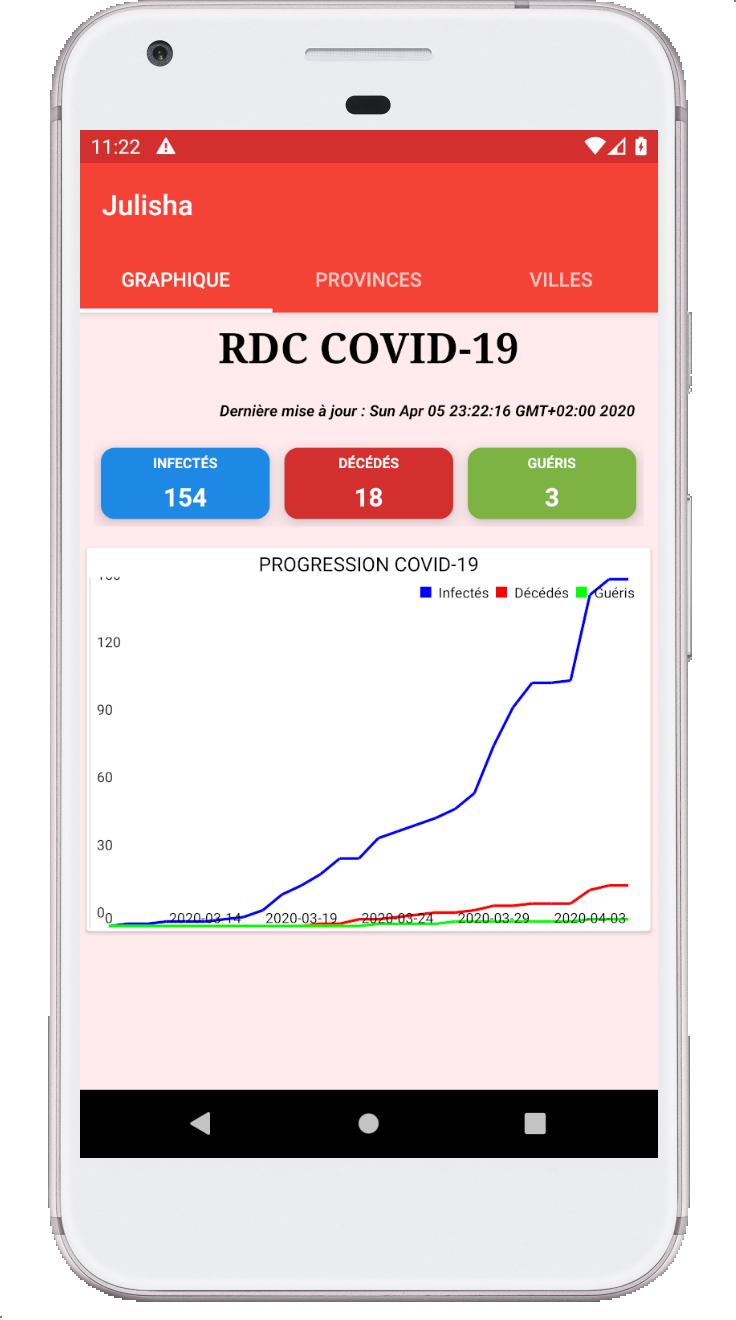 11:22
Julisha
GRAPHIQUE PROVINCES VILLES
RDC COVID-19
Dernière mise à jour : Sun Apr 05 23:22:16 GMT+02:00 2020
INFECTÉS DÉCÉDÉS GUÉRIS
154 18 3
PROGRESSION COVID-19
Infectés Décédés Guéris
120
90
60
30
0
0 2020-03-14 2020-03-19 2020-03-24 2020-03-29 2020-04-03